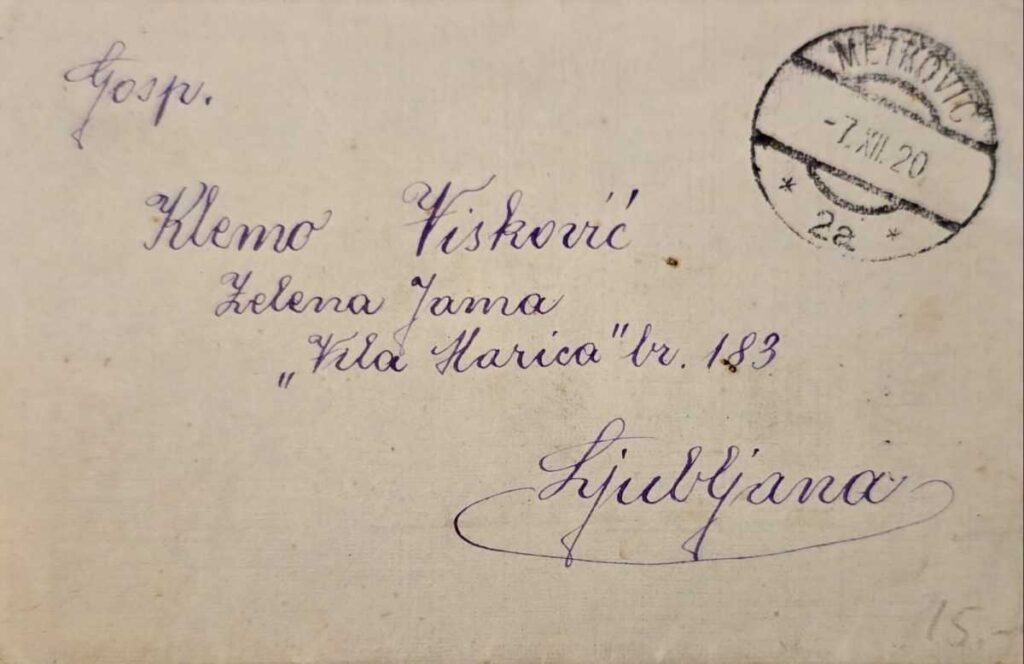 Gosp.
METKOVIĆ
-7.XII.20
* 2a *
Klemo Visković
Zelena Jama
„Vila Marica" br. 183
Ljubljana
15.-